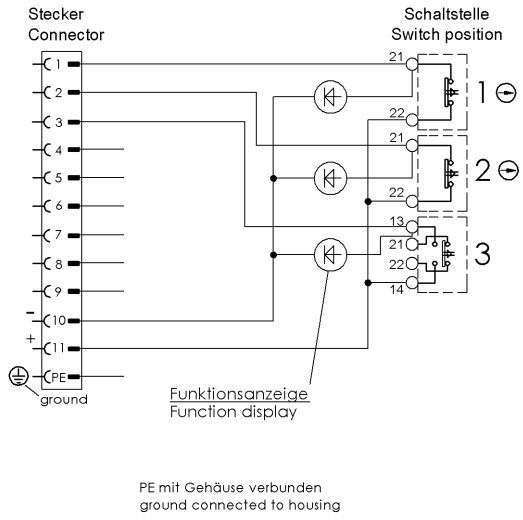 Stecker
Connector
Schaltstelle
Switch position
1
2
3
4
5
6
7
8
9
- 10
+ 11
PE
ground
21
22
1
21
22
2
13
21
22
14
3
Funktionsanzeige
Function display
PE mit Gehäuse verbunden
ground connected to housing